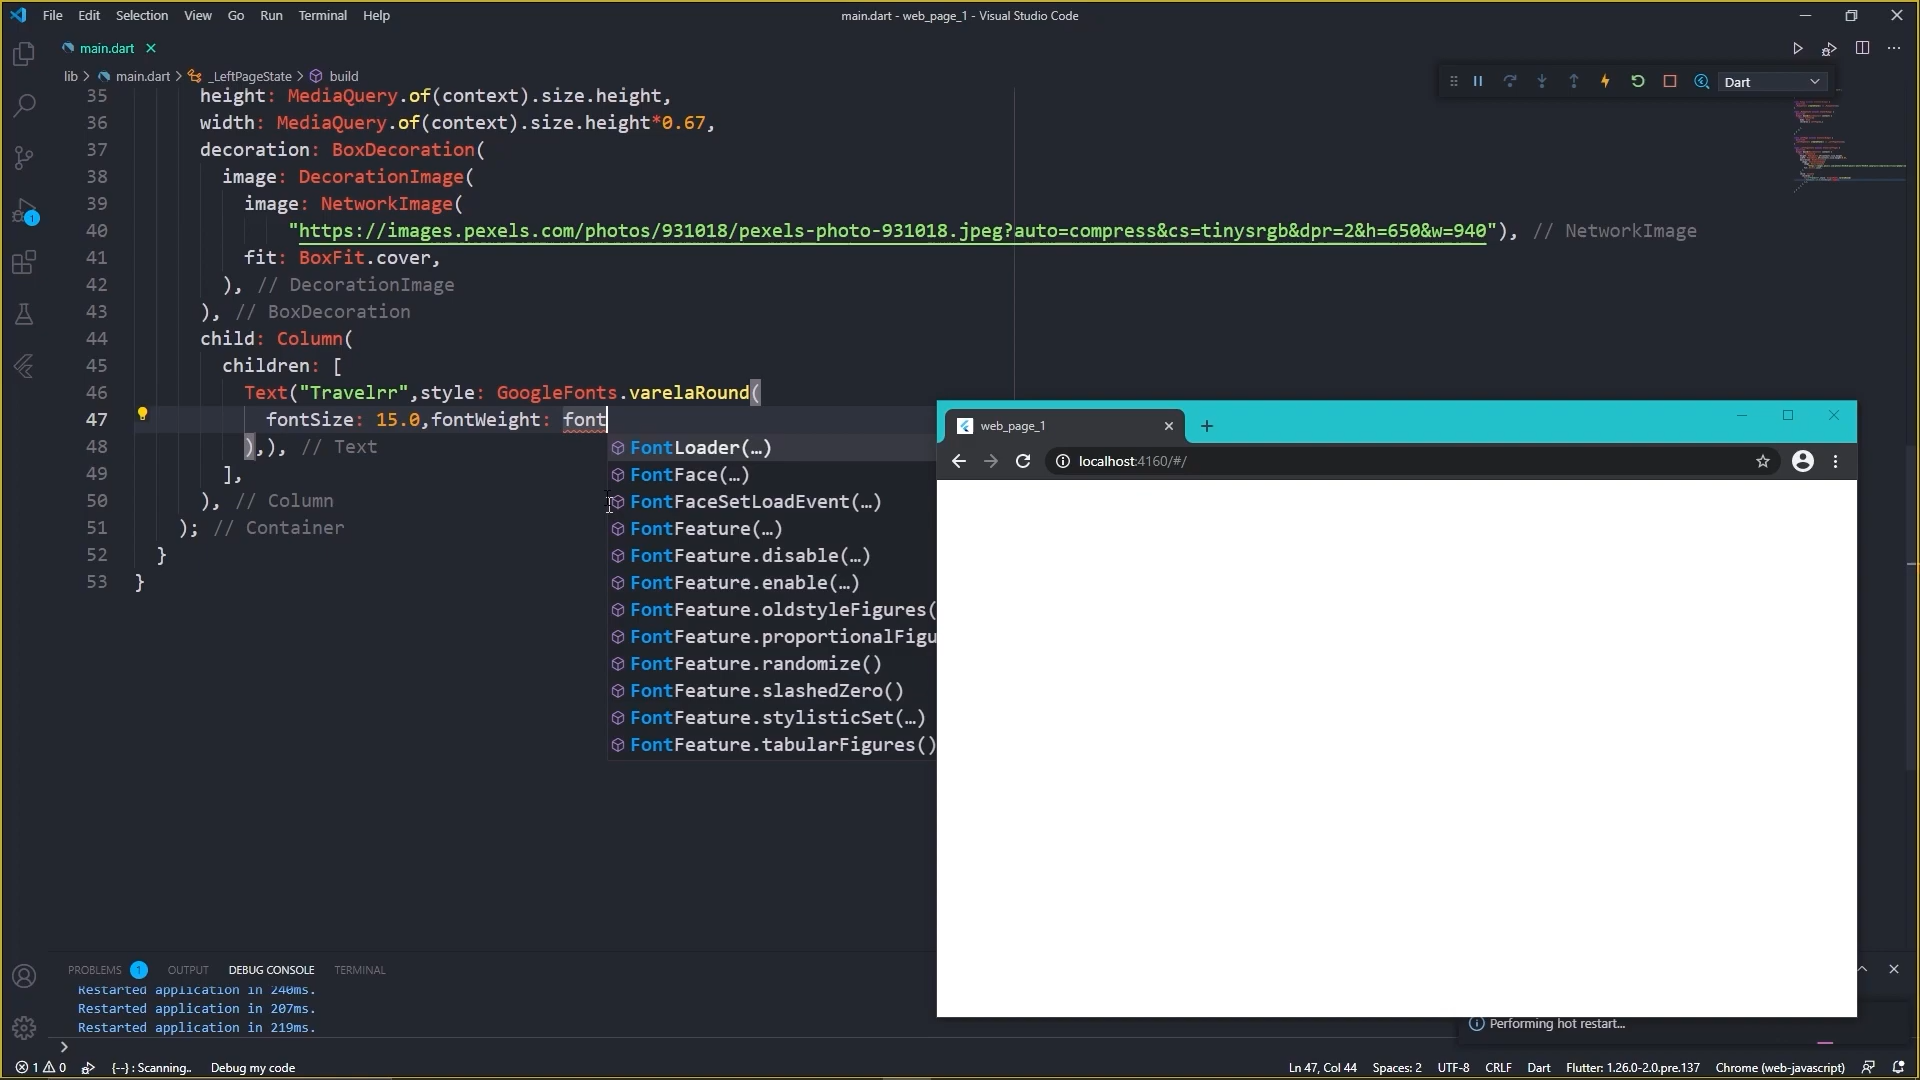 File Edit Selection View Go Run Terminal Help
main.dart - web_page_1 - Visual Studio Code
main.dart
lib > main.dart > _LeftPageState > build
Dart
35 height: MediaQuery.of(context).size.height,
36 width: MediaQuery.of(context).size.height*0.67,
37 decoration: BoxDecoration(
38 image: DecorationImage(
39 image: NetworkImage(
40 "https://images.pexels.com/photos/931018/pexels-photo-931018.jpeg?auto=compress&cs=tinysrgb&dpr=2&h=650&w=940"), // NetworkImage
41 fit: BoxFit.cover,
42 ), // DecorationImage
43 ), // BoxDecoration
44 child: Column(
45 children: [
46 Text("Travelrr",style: GoogleFonts.varelaRound(
47 fontSize: 15.0,fontWeight: font
48 ),), // Text
49 ],
50 ), // Column
51 ); // Container
52 }
53 }
FontLoader(…)
FontFace(…)
FontFaceSetLoadEvent(…)
FontFeature(…)
FontFeature.disable(…)
FontFeature.enable(…)
FontFeature.oldstyleFigures(
FontFeature.proportionalFigu
FontFeature.randomize()
FontFeature.slashedZero()
FontFeature.stylisticSet(…)
FontFeature.tabularFigures()
web_page_1
localhost:4160/#/
1
PROBLEMS 1 OUTPUT DEBUG CONSOLE TERMINAL
Restarted application in 240ms.
Restarted application in 207ms.
Restarted application in 219ms.
>
Performing hot restart...
1 0 {--} : Scanning.. Debug my code
Ln 47, Col 44 Spaces: 2 UTF-8 CRLF Dart Flutter: 1.26.0-2.0.pre.137 Chrome (web-javascript)